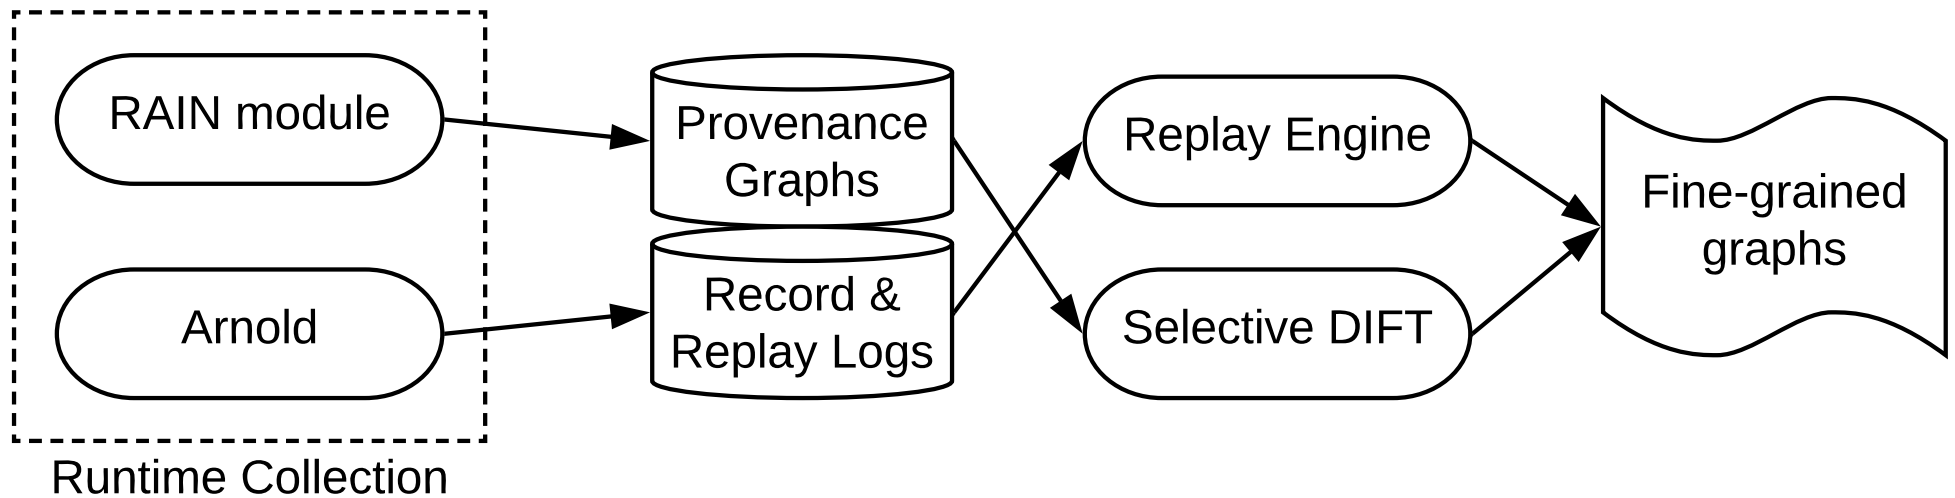 RAIN module
Arnold
Runtime Collection
Provenance
Graphs
Record &
Replay Logs
Replay Engine
Selective DIFT
Fine-grained
graphs